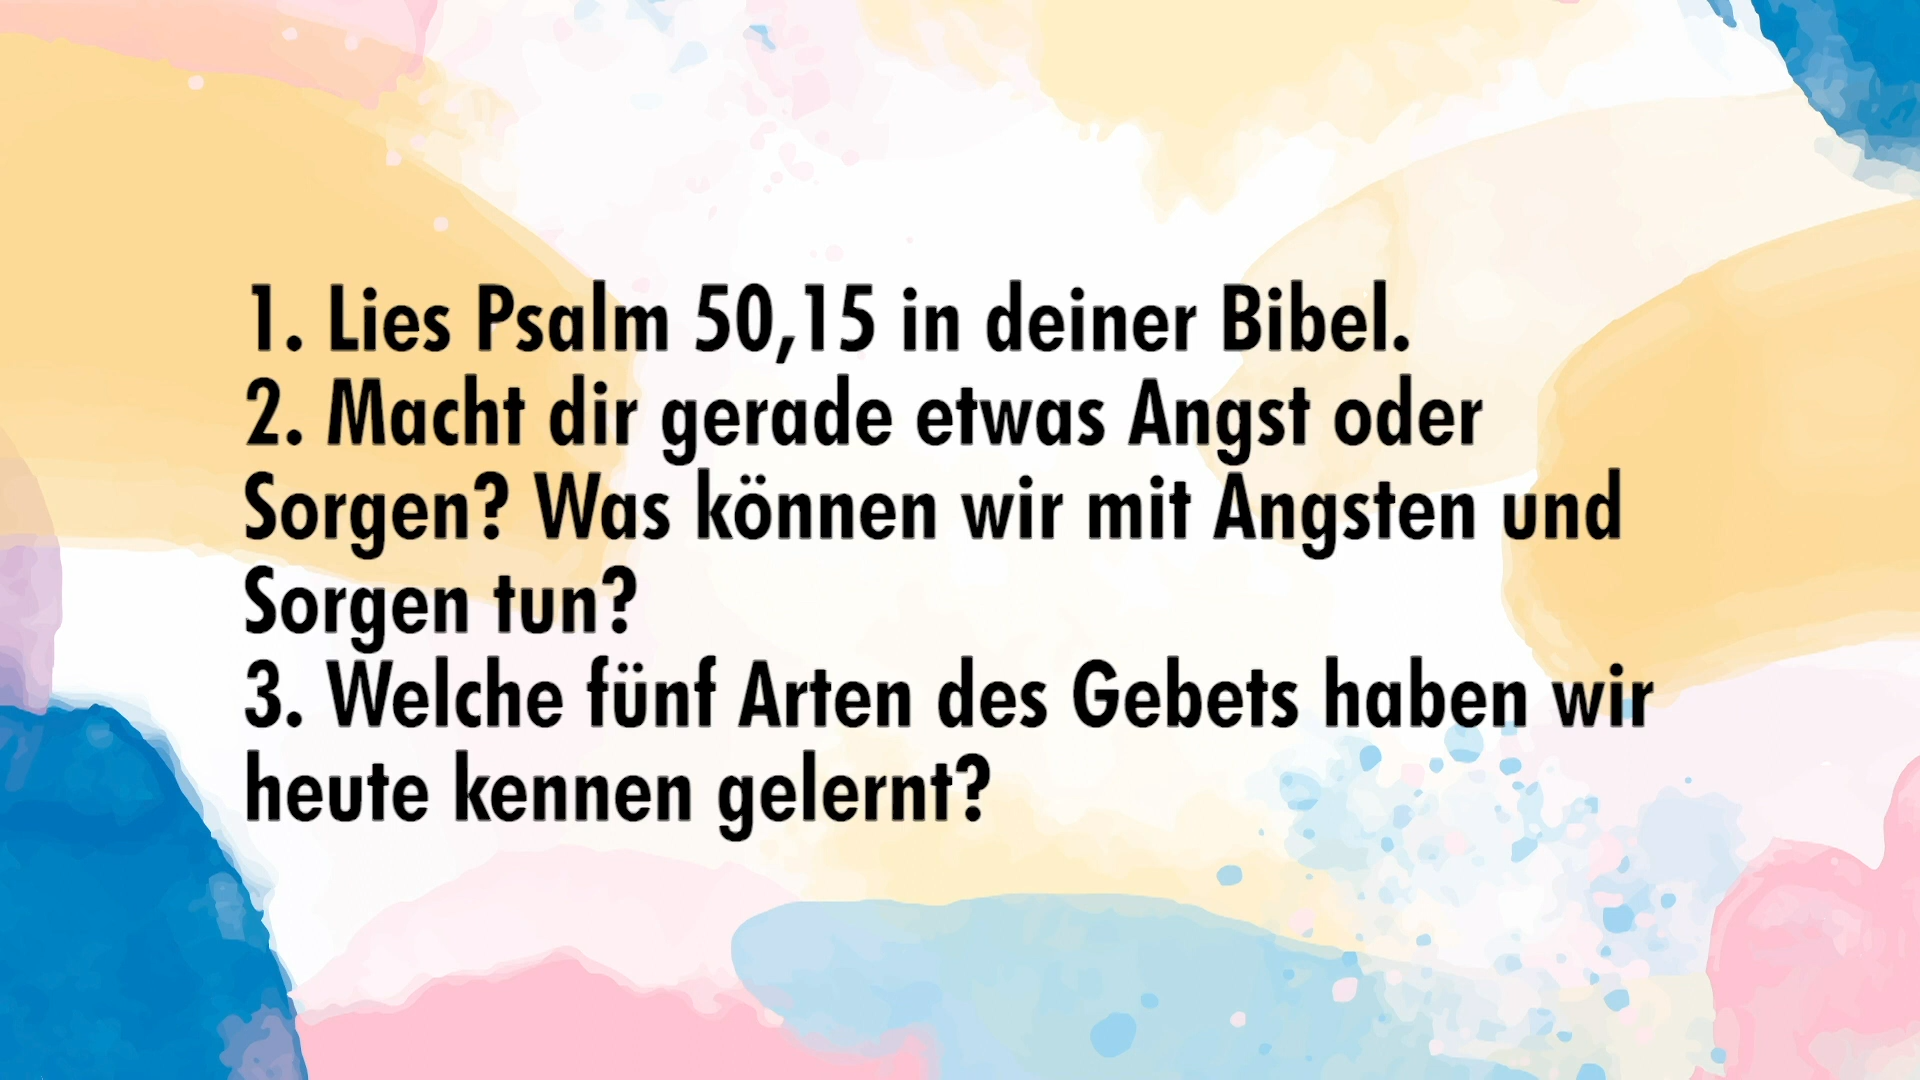 1. Lies Psalm 50,15 in deiner Bibel.
2. Macht dir gerade etwas Angst oder
Sorgen? Was können wir mit Ängsten und
Sorgen tun?
3. Welche fünf Arten des Gebets haben wir
heute kennen gelernt?